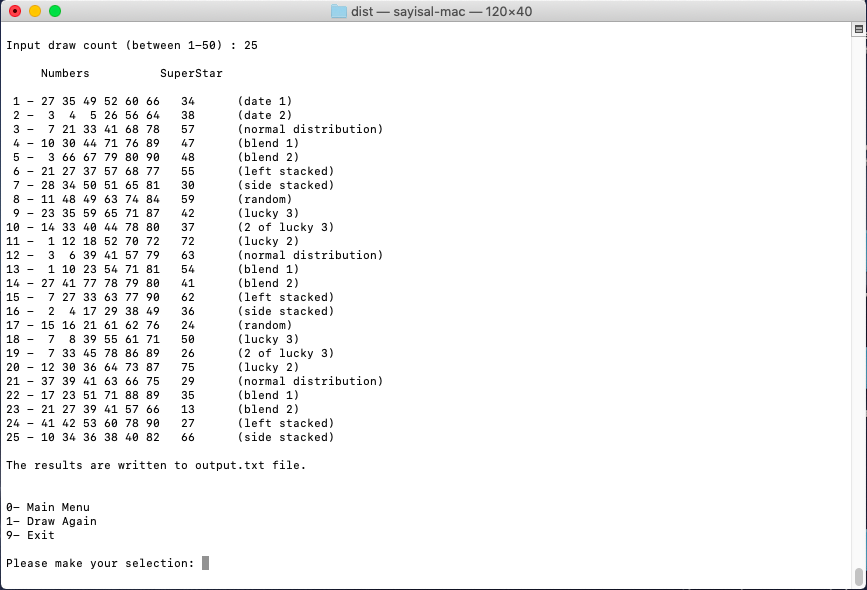 dist — sayisal-mac — 120×40
Input draw count (between 1-50) : 25
Numbers SuperStar
1 - 27 35 49 52 60 66 34 (date 1)
2 - 3 4 5 26 56 64 38 (date 2)
3 - 7 21 33 41 68 78 57 (normal distribution)
4 - 10 30 44 71 76 89 47 (blend 1)
5 - 3 66 67 79 80 90 48 (blend 2)
6 - 21 27 37 57 68 77 55 (left stacked)
7 - 28 34 50 51 65 81 30 (side stacked)
8 - 11 48 49 63 74 84 59 (random)
9 - 23 35 59 65 71 87 42 (lucky 3)
10 - 14 33 40 44 78 80 37 (2 of lucky 3)
11 - 1 12 18 52 70 72 72 (lucky 2)
12 - 3 6 39 41 57 79 63 (normal distribution)
13 - 1 10 23 54 71 81 54 (blend 1)
14 - 27 41 77 78 79 80 41 (blend 2)
15 - 7 27 33 63 77 90 62 (left stacked)
16 - 2 4 17 29 38 49 36 (side stacked)
17 - 15 16 21 61 62 76 24 (random)
18 - 7 8 39 55 61 71 50 (lucky 3)
19 - 7 33 45 78 86 89 26 (2 of lucky 3)
20 - 12 30 36 64 73 87 75 (lucky 2)
21 - 37 39 41 63 66 75 29 (normal distribution)
22 - 17 23 51 71 88 89 35 (blend 1)
23 - 21 27 39 41 57 66 13 (blend 2)
24 - 41 42 53 60 78 90 27 (left stacked)
25 - 10 34 36 38 40 82 66 (side stacked)
The results are written to output.txt file.
0- Main Menu
1- Draw Again
9- Exit
Please make your selection: